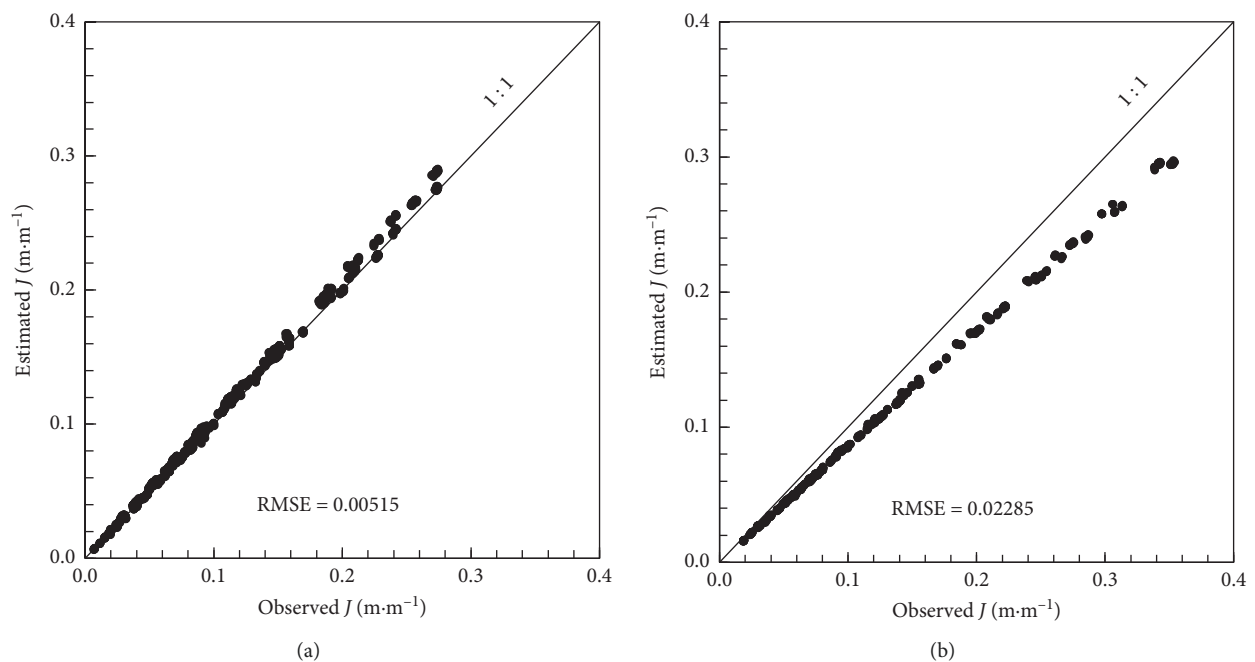 0.4
0.3
0.2
0.1
0.0
Estimated J (m·m⁻¹)
1 : 1
RMSE = 0.00515
0.0 0.1 0.2 0.3 0.4
Observed J (m·m⁻¹)
(a)
0.4
0.3
0.2
0.1
0.0
Estimated J (m·m⁻¹)
1 : 1
RMSE = 0.02285
0.0 0.1 0.2 0.3 0.4
Observed J (m·m⁻¹)
(b)